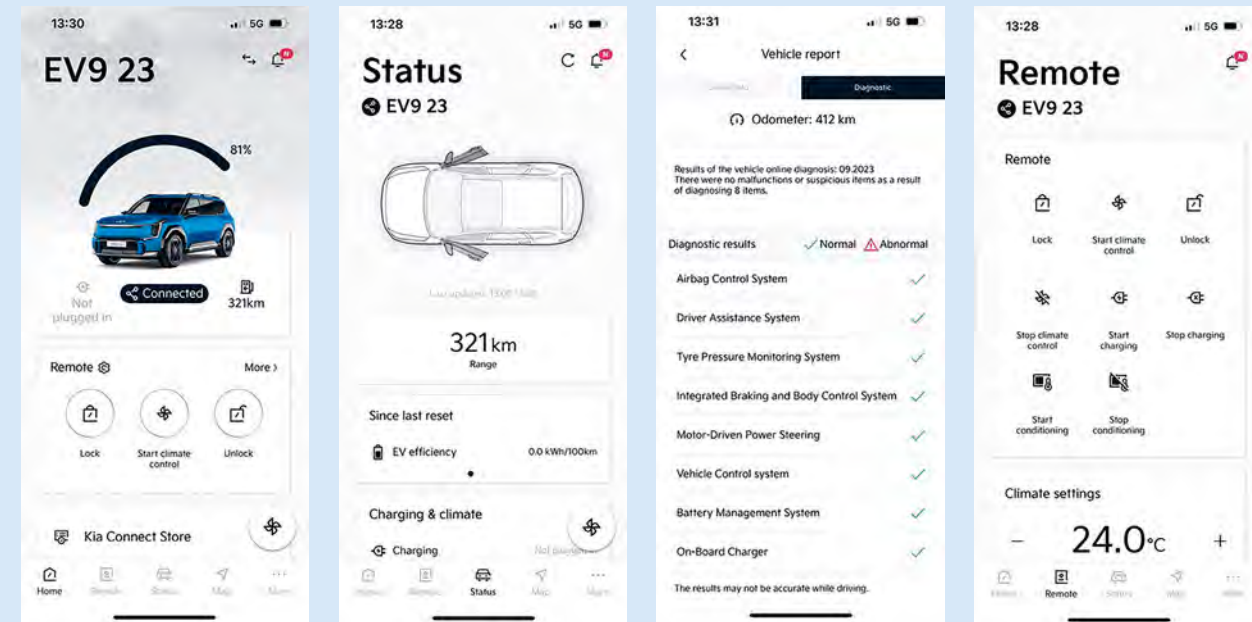 13:30
5G
EV9 23
N
81%
Not
plugged in
Connected
321km
Remote
More >
Lock
Start climate
control
Unlock
Kia Connect Store
Home
Remote
Status
Map
More
13:28
5G
Status
N
EV9 23
321 km
Range
Since last reset
EV efficiency
0.0 kWh/100km
Charging & climate
Charging
Status
Map
13:31
5G
Vehicle report
Diagnostic
Odometer: 412 km
Results of the vehicle online diagnosis: 09.2023
There were no malfunctions or suspicious items as a result
of diagnosing 8 items.
Diagnostic results
Normal
Abnormal
Airbag Control System
Driver Assistance System
Tyre Pressure Monitoring System
Integrated Braking and Body Control System
Motor-Driven Power Steering
Vehicle Control system
Battery Management System
On-Board Charger
The results may not be accurate while driving.
13:28
5G
Remote
N
EV9 23
Remote
Lock
Start climate
control
Unlock
Stop climate
control
Start
charging
Stop charging
Start
conditioning
Stop
conditioning
Climate settings
− 24.0°C +
Remote